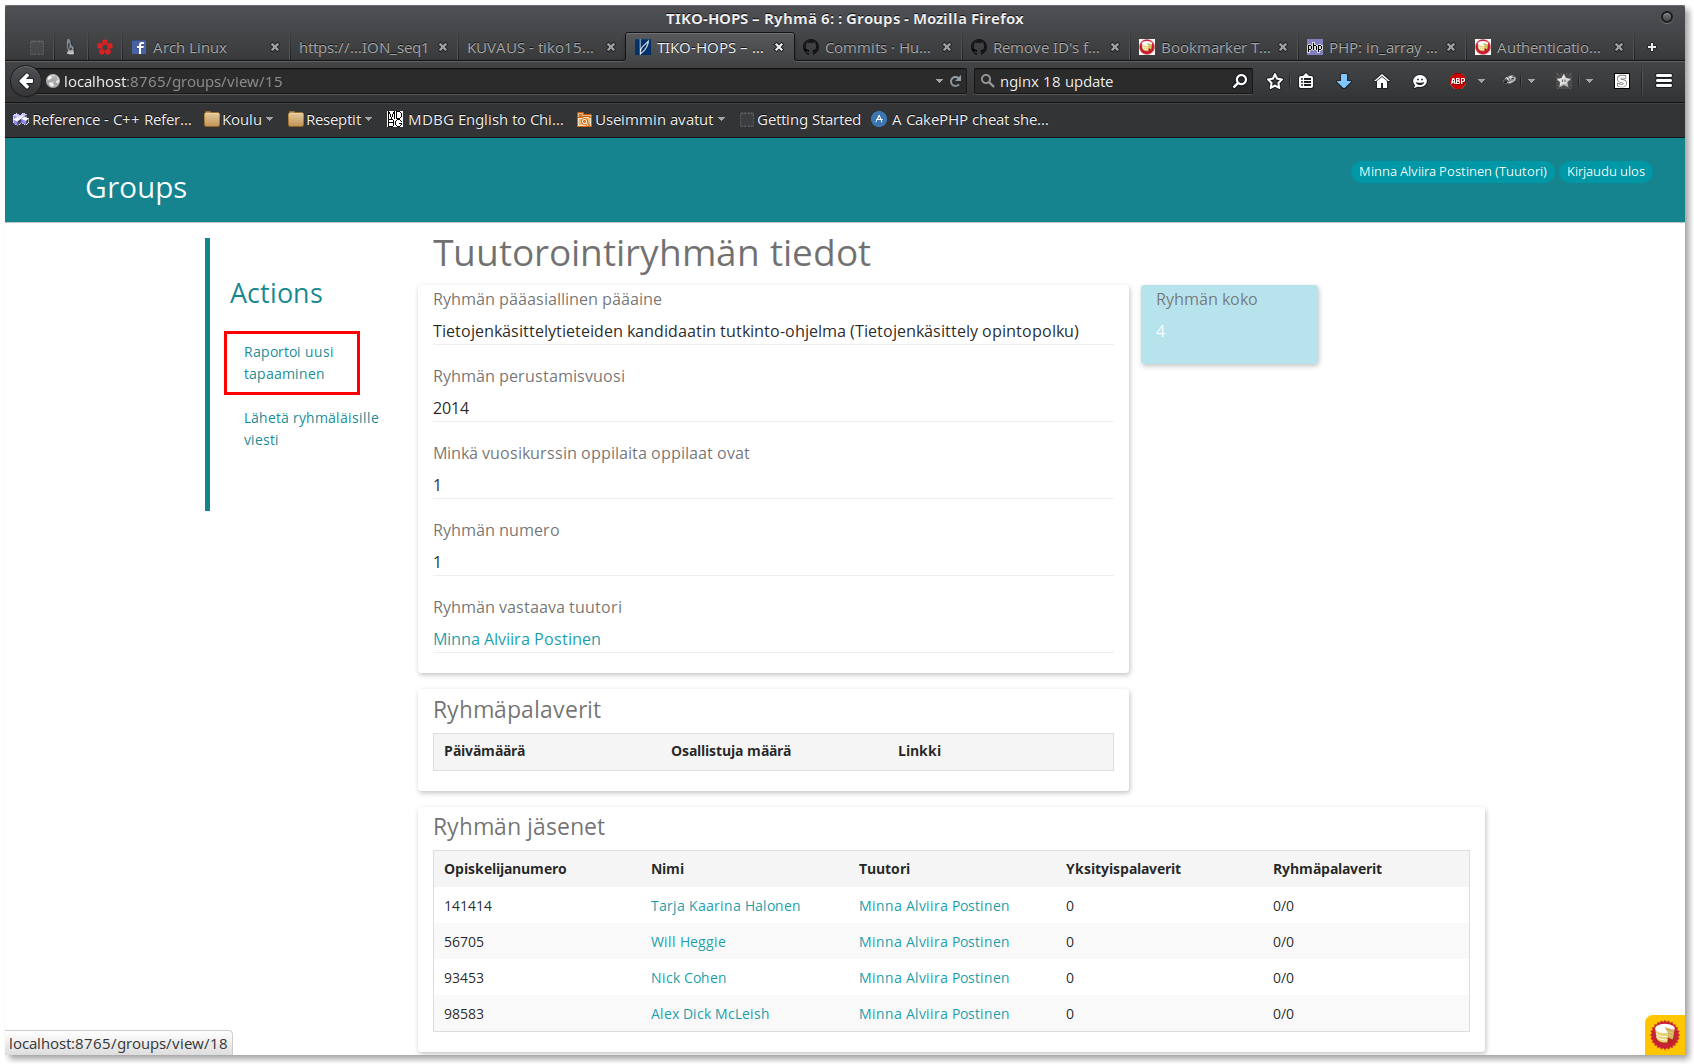 TIKO-HOPS – Ryhmä 6: : Groups - Mozilla Firefox
Arch Linux
https://...ION_seq1
KUVAUS - tiko15...
TIKO-HOPS – ...
Commits · Hu...
Remove ID's f...
Bookmarker T...
php PHP: in_array ...
Authenticatio...
localhost:8765/groups/view/15
nginx 18 update
ABP
S
Reference - C++ Refer...
Koulu
Reseptit
MDBG English to Chi...
Useimmin avatut
Getting Started
A CakePHP cheat she...
Groups
Minna Alviira Postinen (Tuutori)
Kirjaudu ulos
Actions
Raportoi uusi
tapaaminen
Lähetä ryhmäläisille
viesti
Tuutorointiryhmän tiedot
Ryhmän pääasiallinen pääaine
Tietojenkäsittelytieteiden kandidaatin tutkinto-ohjelma (Tietojenkäsittely opintopolku)
Ryhmän perustamisvuosi
2014
Minkä vuosikurssin oppilaita oppilaat ovat
1
Ryhmän numero
1
Ryhmän vastaava tuutori
Minna Alviira Postinen
Ryhmän koko
4
Ryhmäpalaverit
Päivämäärä Osallistuja määrä Linkki
Ryhmän jäsenet
Opiskelijanumero Nimi Tuutori Yksityispalaverit Ryhmäpalaverit
141414 Tarja Kaarina Halonen Minna Alviira Postinen 0 0/0
56705 Will Heggie Minna Alviira Postinen 0 0/0
93453 Nick Cohen Minna Alviira Postinen 0 0/0
98583 Alex Dick McLeish Minna Alviira Postinen 0 0/0
localhost:8765/groups/view/18